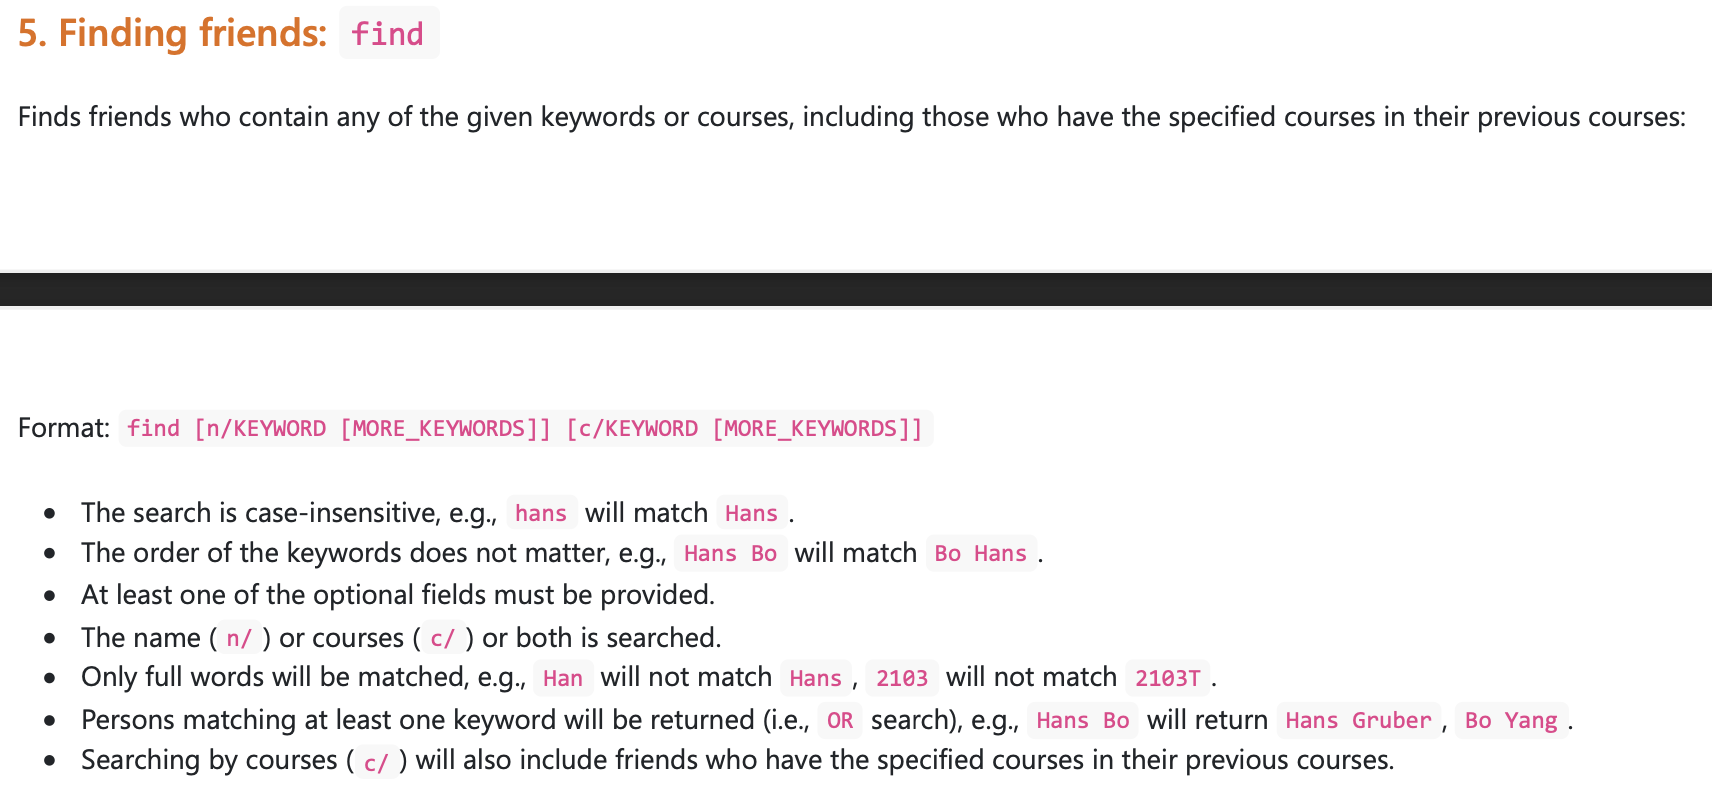 5. Finding friends: find
Finds friends who contain any of the given keywords or courses, including those who have the specified courses in their previous courses:
Format: find [n/KEYWORD [MORE_KEYWORDS]] [c/KEYWORD [MORE_KEYWORDS]]
• The search is case-insensitive, e.g., hans will match Hans .
• The order of the keywords does not matter, e.g., Hans Bo will match Bo Hans .
• At least one of the optional fields must be provided.
• The name ( n/ ) or courses ( c/ ) or both is searched.
• Only full words will be matched, e.g., Han will not match Hans , 2103 will not match 2103T .
• Persons matching at least one keyword will be returned (i.e., OR search), e.g., Hans Bo will return Hans Gruber , Bo Yang .
• Searching by courses ( c/ ) will also include friends who have the specified courses in their previous courses.